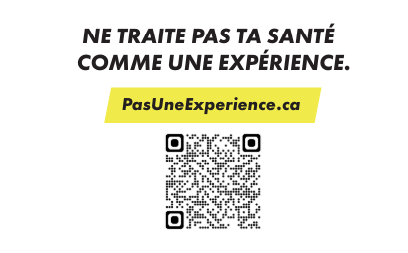 NE TRAITE PAS TA SANTÉ
COMME UNE EXPÉRIENCE.
PasUneExperience.ca